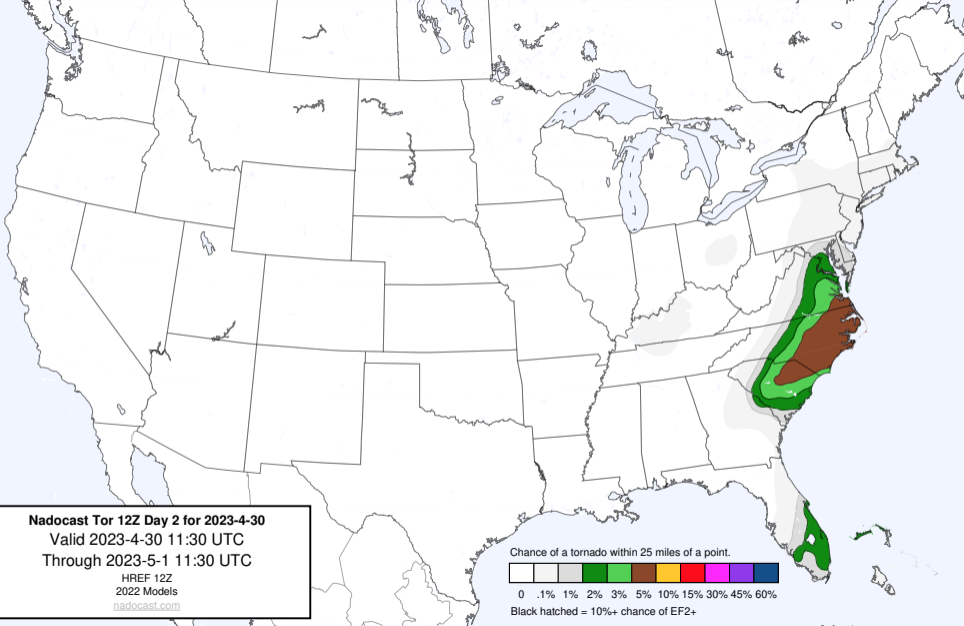 Nadocast Tor 12Z Day 2 for 2023-4-30
Valid 2023-4-30 11:30 UTC
Through 2023-5-1 11:30 UTC
HREF 12Z
2022 Models
nadocast.com
Chance of a tornado within 25 miles of a point.
0 .1% 1% 2% 3% 5% 10% 15% 30% 45% 60%
Black hatched = 10%+ chance of EF2+